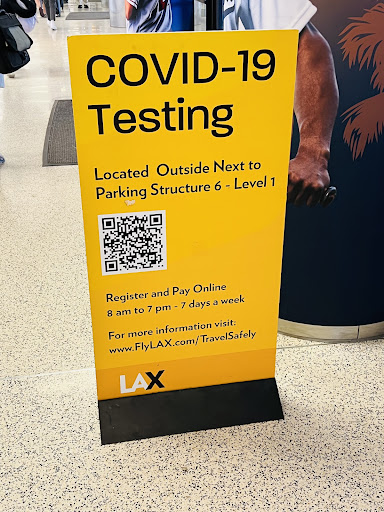 COVID-19
Testing
Located Outside Next to
Parking Structure 6 - Level 1
Register and Pay Online
8 am to 7 pm - 7 days a week
For more information visit:
www.FlyLAX.com/TravelSafely
LAX